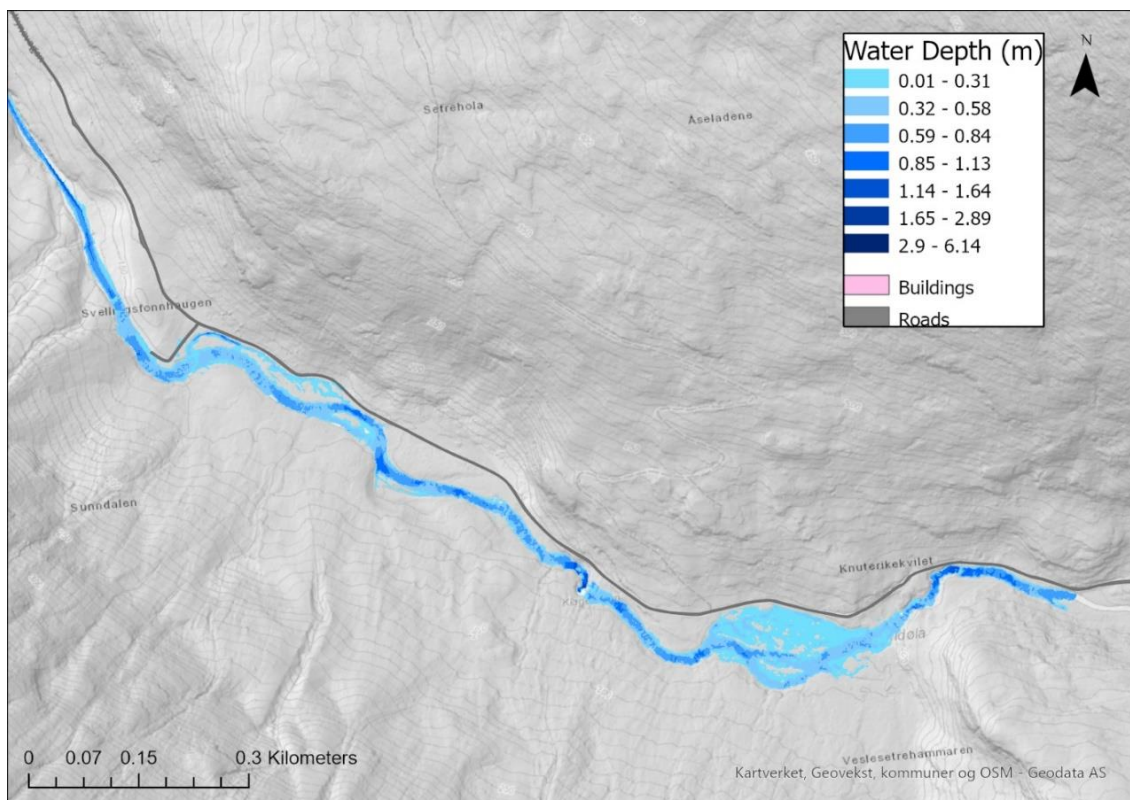 Water Depth (m)
0.01 - 0.31
0.32 - 0.58
0.59 - 0.84
0.85 - 1.13
1.14 - 1.64
1.65 - 2.89
2.9 - 6.14
Buildings
Roads
N
Setrehola
Åseladene
Sunndalen
Knuterikekvilet
Veslesetrehammaren
0 0.07 0.15 0.3 Kilometers
Kartverket, Geovekst, kommuner og OSM - Geodata AS